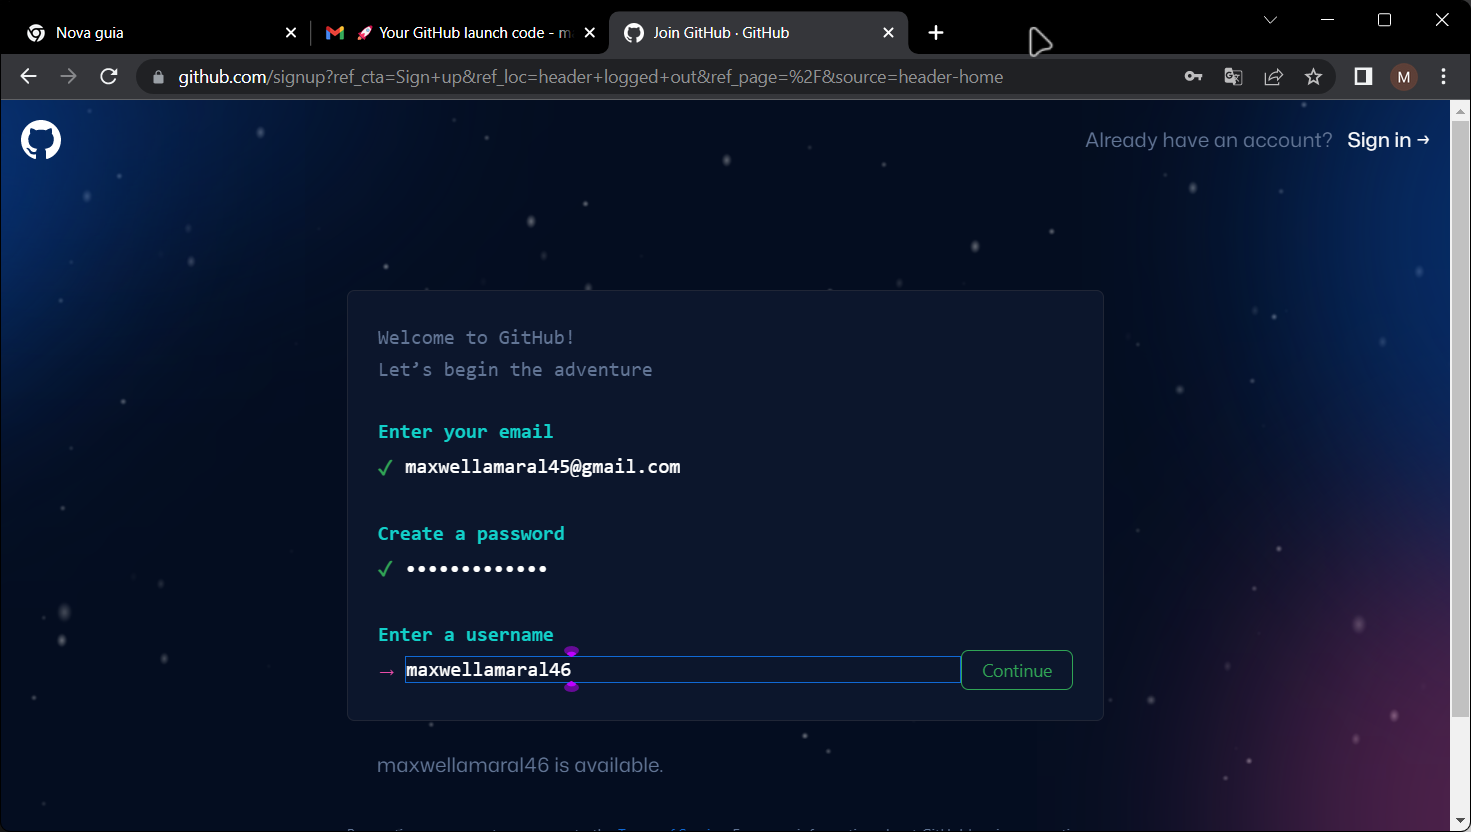 Nova guia
🚀 Your GitHub launch code - m
Join GitHub · GitHub
github.com/signup?ref_cta=Sign+up&ref_loc=header+logged+out&ref_page=%2F&source=header-home
M
Already have an account? Sign in →
Welcome to GitHub!
Let’s begin the adventure
Enter your email
✓ maxwellamaral45@gmail.com
Create a password
✓ •••••••••••••
Enter a username
→ maxwellamaral46
Continue
maxwellamaral46 is available.